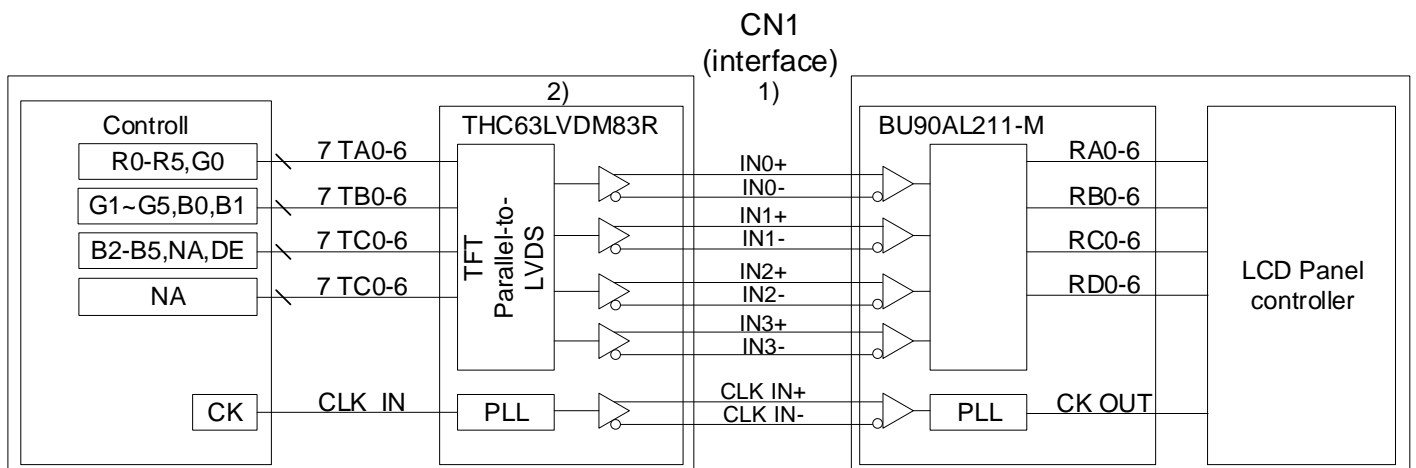 CN1
(interface)
2)
1)
Controll
THC63LVDM83R
BU90AL211-M
R0-R5,G0
7 TA0-6
IN0+
IN0-
RA0-6
G1~G5,B0,B1
7 TB0-6
IN1+
IN1-
RB0-6
B2-B5,NA,DE
7 TC0-6
IN2+
IN2-
RC0-6
NA
7 TC0-6
IN3+
IN3-
RD0-6
TFT
Parallel-to-
LVDS
LCD Panel
controller
CK
CLK IN
PLL
CLK IN+
CLK IN-
PLL
CK OUT